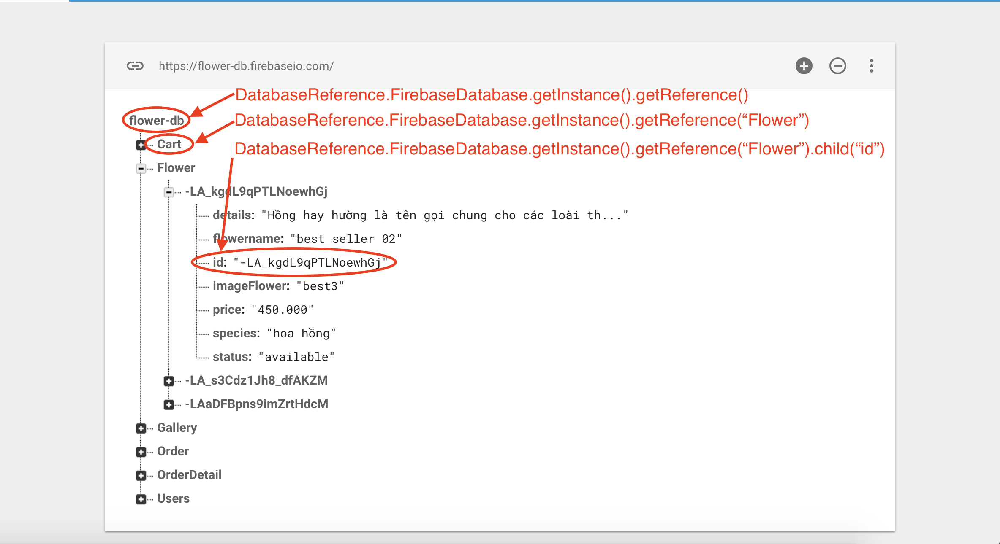 https://flower-db.firebaseio.com/
DatabaseReference.FirebaseDatabase.getInstance().getReference()
flower-db
DatabaseReference.FirebaseDatabase.getInstance().getReference(“Flower”)
Cart
DatabaseReference.FirebaseDatabase.getInstance().getReference(“Flower”).child(“id”)
Flower
-LA_kgdL9qPTLNoewhGj
details: "Hồng hay hường là tên gọi chung cho các loài th..."
flowername: "best seller 02"
id: "-LA_kgdL9qPTLNoewhGj"
imageFlower: "best3"
price: "450.000"
species: "hoa hồng"
status: "available"
-LA_s3Cdz1Jh8_dfAKZM
-LAaDFBpns9imZrtHdcM
Gallery
Order
OrderDetail
Users